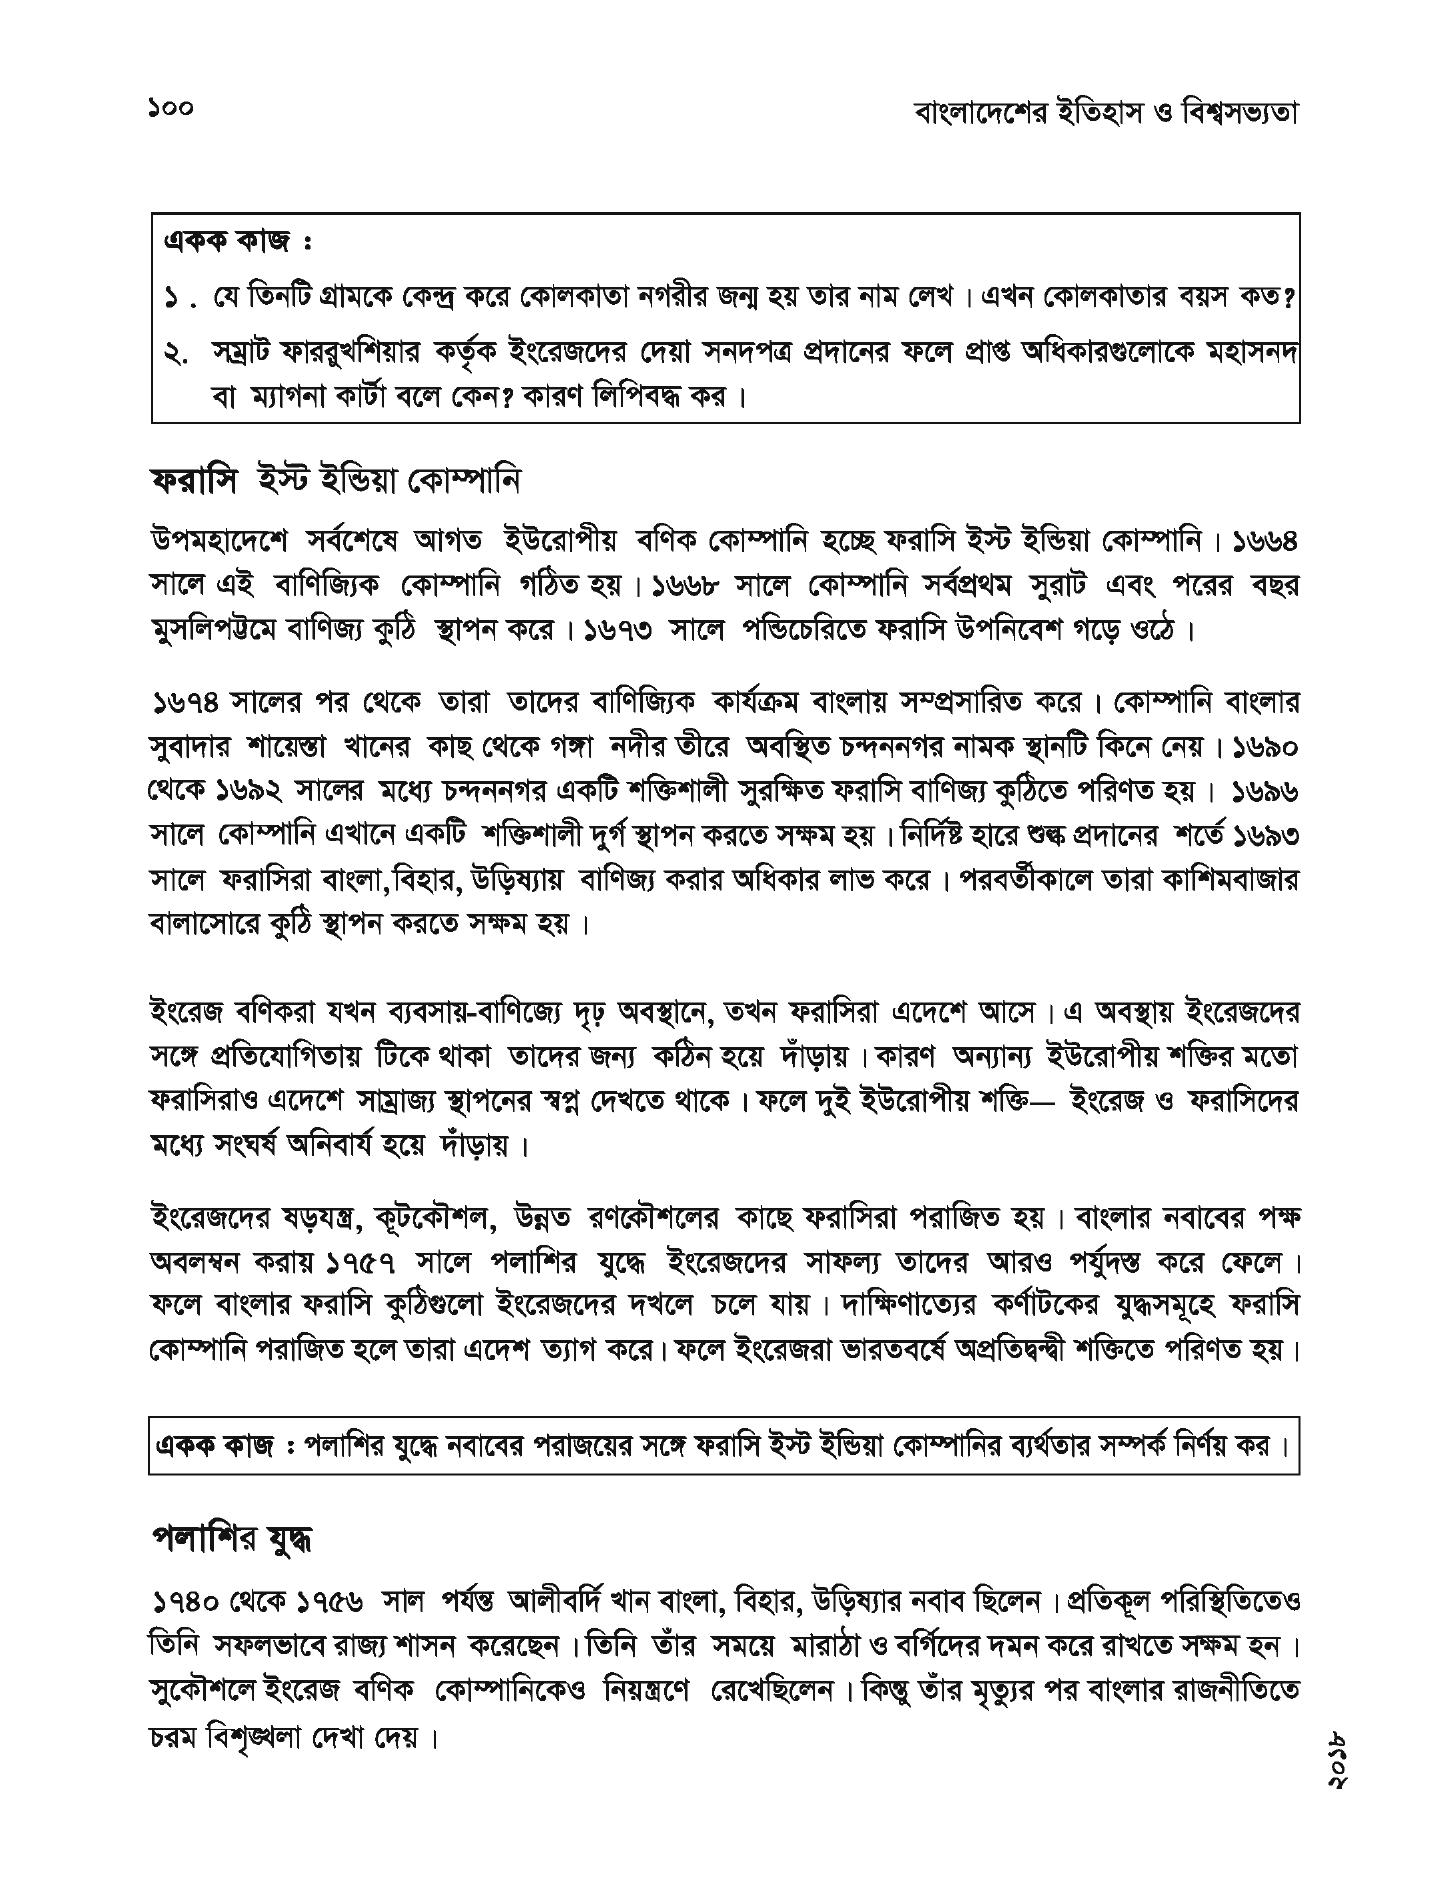 ১০০
বাংলাদেশের ইতিহাস ও বিশ্বসভ্যতা
একক কাজ :
১ . যে তিনটি গ্রামকে কেন্দ্র করে কোলকাতা নগরীর জন্ম হয় তার নাম লেখ । এখন কোলকাতার বয়স কত?
২. সম্রাট ফাররুখশিয়ার কর্তৃক ইংরেজদের দেয়া সনদপত্র প্রদানের ফলে প্রাপ্ত অধিকারগুলোকে মহাসনদ
বা ম্যাগনা কার্টা বলে কেন? কারণ লিপিবদ্ধ কর ।
ফরাসি ইস্ট ইন্ডিয়া কোম্পানি
উপমহাদেশে সর্বশেষে আগত ইউরোপীয় বণিক কোম্পানি হচ্ছে ফরাসি ইস্ট ইন্ডিয়া কোম্পানি । ১৬৬৪
সালে এই বাণিজ্যিক কোম্পানি গঠিত হয় । ১৬৬৮ সালে কোম্পানি সর্বপ্রথম সুরাট এবং পরের বছর
মুসলিপট্টমে বাণিজ্য কুঠি স্থাপন করে । ১৬৭৩ সালে পন্ডিচেরিতে ফরাসি উপনিবেশ গড়ে ওঠে ।
১৬৭৪ সালের পর থেকে তারা তাদের বাণিজ্যিক কার্যক্রম বাংলায় সম্প্রসারিত করে । কোম্পানি বাংলার
সুবাদার শায়েস্তা খানের কাছ থেকে গঙ্গা নদীর তীরে অবস্থিত চন্দননগর নামক স্থানটি কিনে নেয় । ১৬৯০
থেকে ১৬৯২ সালের মধ্যে চন্দননগর একটি শক্তিশালী সুরক্ষিত ফরাসি বাণিজ্য কুঠিতে পরিণত হয় । ১৬৯৬
সালে কোম্পানি এখানে একটি শক্তিশালী দুর্গ স্থাপন করতে সক্ষম হয় । নির্দিষ্ট হারে শুল্ক প্রদানের শর্তে ১৬৯৩
সালে ফরাসিরা বাংলা,বিহার, উড়িষ্যায় বাণিজ্য করার অধিকার লাভ করে । পরবর্তীকালে তারা কাশিমবাজার
বালাসোরে কুঠি স্থাপন করতে সক্ষম হয় ।
ইংরেজ বণিকরা যখন ব্যবসায়-বাণিজ্যে দৃঢ় অবস্থানে, তখন ফরাসিরা এদেশে আসে । এ অবস্থায় ইংরেজদের
সঙ্গে প্রতিযোগিতায় টিকে থাকা তাদের জন্য কঠিন হয়ে দাঁড়ায় । কারণ অন্যান্য ইউরোপীয় শক্তির মতো
ফরাসিরাও এদেশে সাম্রাজ্য স্থাপনের স্বপ্ন দেখতে থাকে । ফলে দুই ইউরোপীয় শক্তি— ইংরেজ ও ফরাসিদের
মধ্যে সংঘর্ষ অনিবার্য হয়ে দাঁড়ায় ।
ইংরেজদের ষড়যন্ত্র, কূটকৌশল, উন্নত রণকৌশলের কাছে ফরাসিরা পরাজিত হয় । বাংলার নবাবের পক্ষ
অবলম্বন করায় ১৭৫৭ সালে পলাশির যুদ্ধে ইংরেজদের সাফল্য তাদের আরও পর্যুদস্ত করে ফেলে ।
ফলে বাংলার ফরাসি কুঠিগুলো ইংরেজদের দখলে চলে যায় । দাক্ষিণাত্যের কর্ণাটকের যুদ্ধসমূহে ফরাসি
কোম্পানি পরাজিত হলে তারা এদেশ ত্যাগ করে। ফলে ইংরেজরা ভারতবর্ষে অপ্রতিদ্বন্দ্বী শক্তিতে পরিণত হয়।
একক কাজ : পলাশির যুদ্ধে নবাবের পরাজয়ের সঙ্গে ফরাসি ইস্ট ইন্ডিয়া কোম্পানির ব্যর্থতার সম্পর্ক নির্ণয় কর ।
পলাশির যুদ্ধ
১৭৪০ থেকে ১৭৫৬ সাল পর্যন্ত আলীবর্দি খান বাংলা, বিহার, উড়িষ্যার নবাব ছিলেন । প্রতিকূল পরিস্থিতিতেও
তিনি সফলভাবে রাজ্য শাসন করেছেন । তিনি তাঁর সময়ে মারাঠা ও বর্গিদের দমন করে রাখতে সক্ষম হন ।
সুকৌশলে ইংরেজ বণিক কোম্পানিকেও নিয়ন্ত্রণে রেখেছিলেন । কিন্তু তাঁর মৃত্যুর পর বাংলার রাজনীতিতে
চরম বিশৃঙ্খলা দেখা দেয় ।
২০১৮